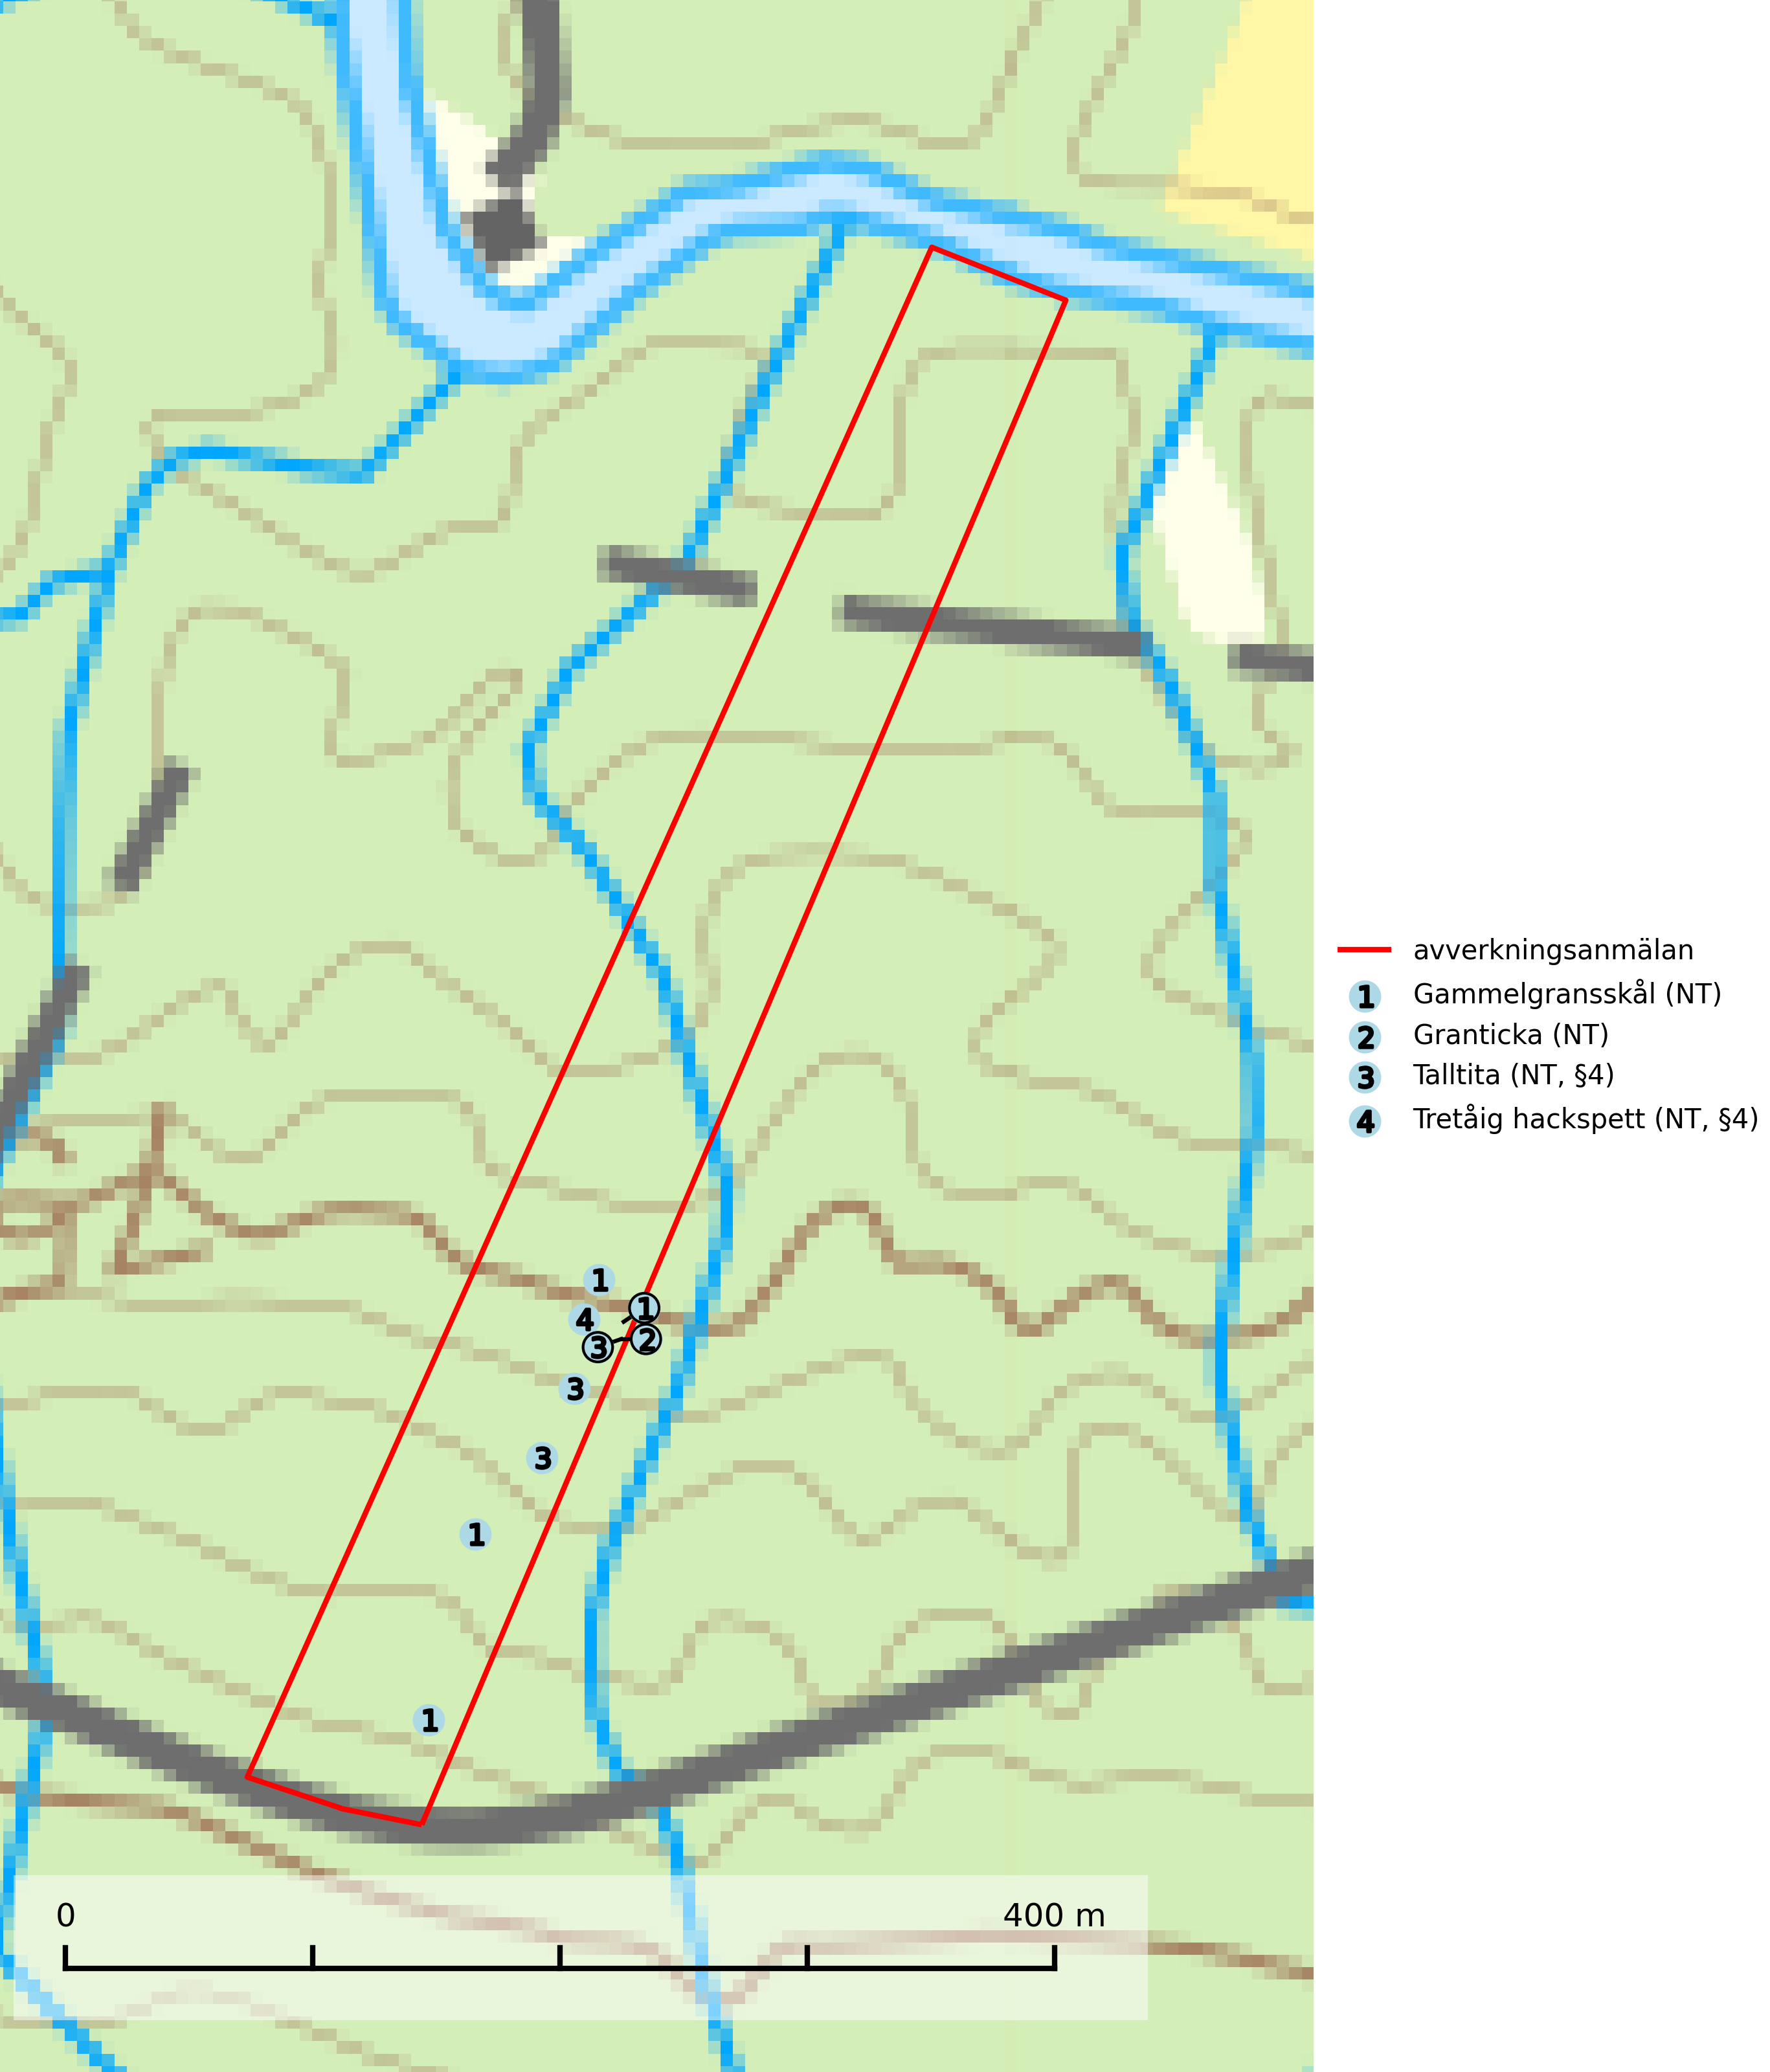 avverkningsanmälan
1 Gammelgransskål (NT)
2 Granticka (NT)
3 Talltita (NT, §4)
4 Tretåig hackspett (NT, §4)
1
1
4
2
3
3
3
1
1
0 400 m